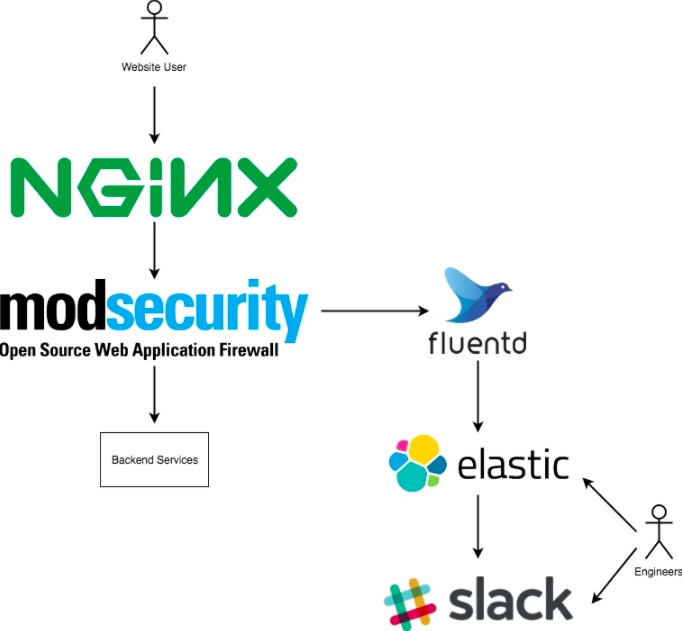 Website User
NGINX
modsecurity
Open Source Web Application Firewall
fluentd
Backend Services
elastic
Engineers
slack